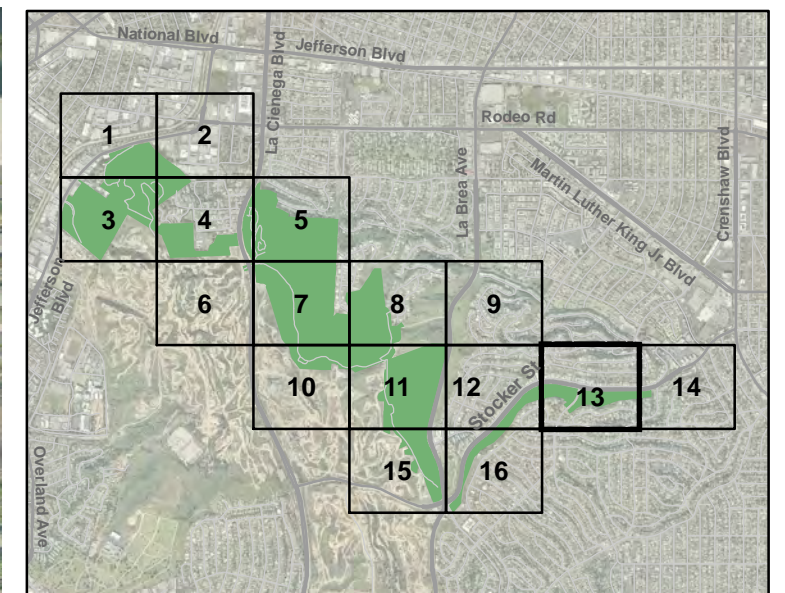 National Blvd
Jefferson Blvd
La Cienega Blvd
Rodeo Rd
La Brea Ave
Martin Luther King Jr Blvd
Crenshaw Blvd
1
2
3
4
5
Jefferson
Blvd
6
7
8
9
10
11
12
Stocker St
13
14
Overland Ave
15
16